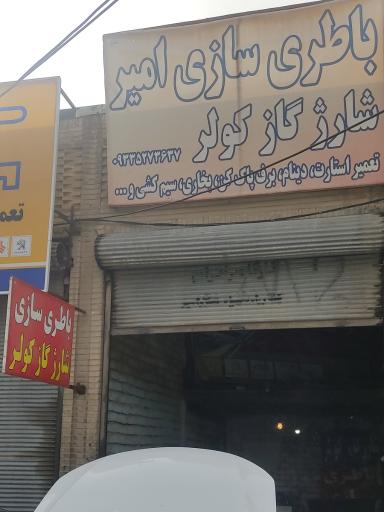 باطری سازی امیر
شارژ گاز کولر
۰۹۳۳۵۲۷۳۶۴۷
تعمیر استارت، دینام، برف پاک کن، بخاری، سیم کشی و...
باطری سازی
شارژ گاز کولر